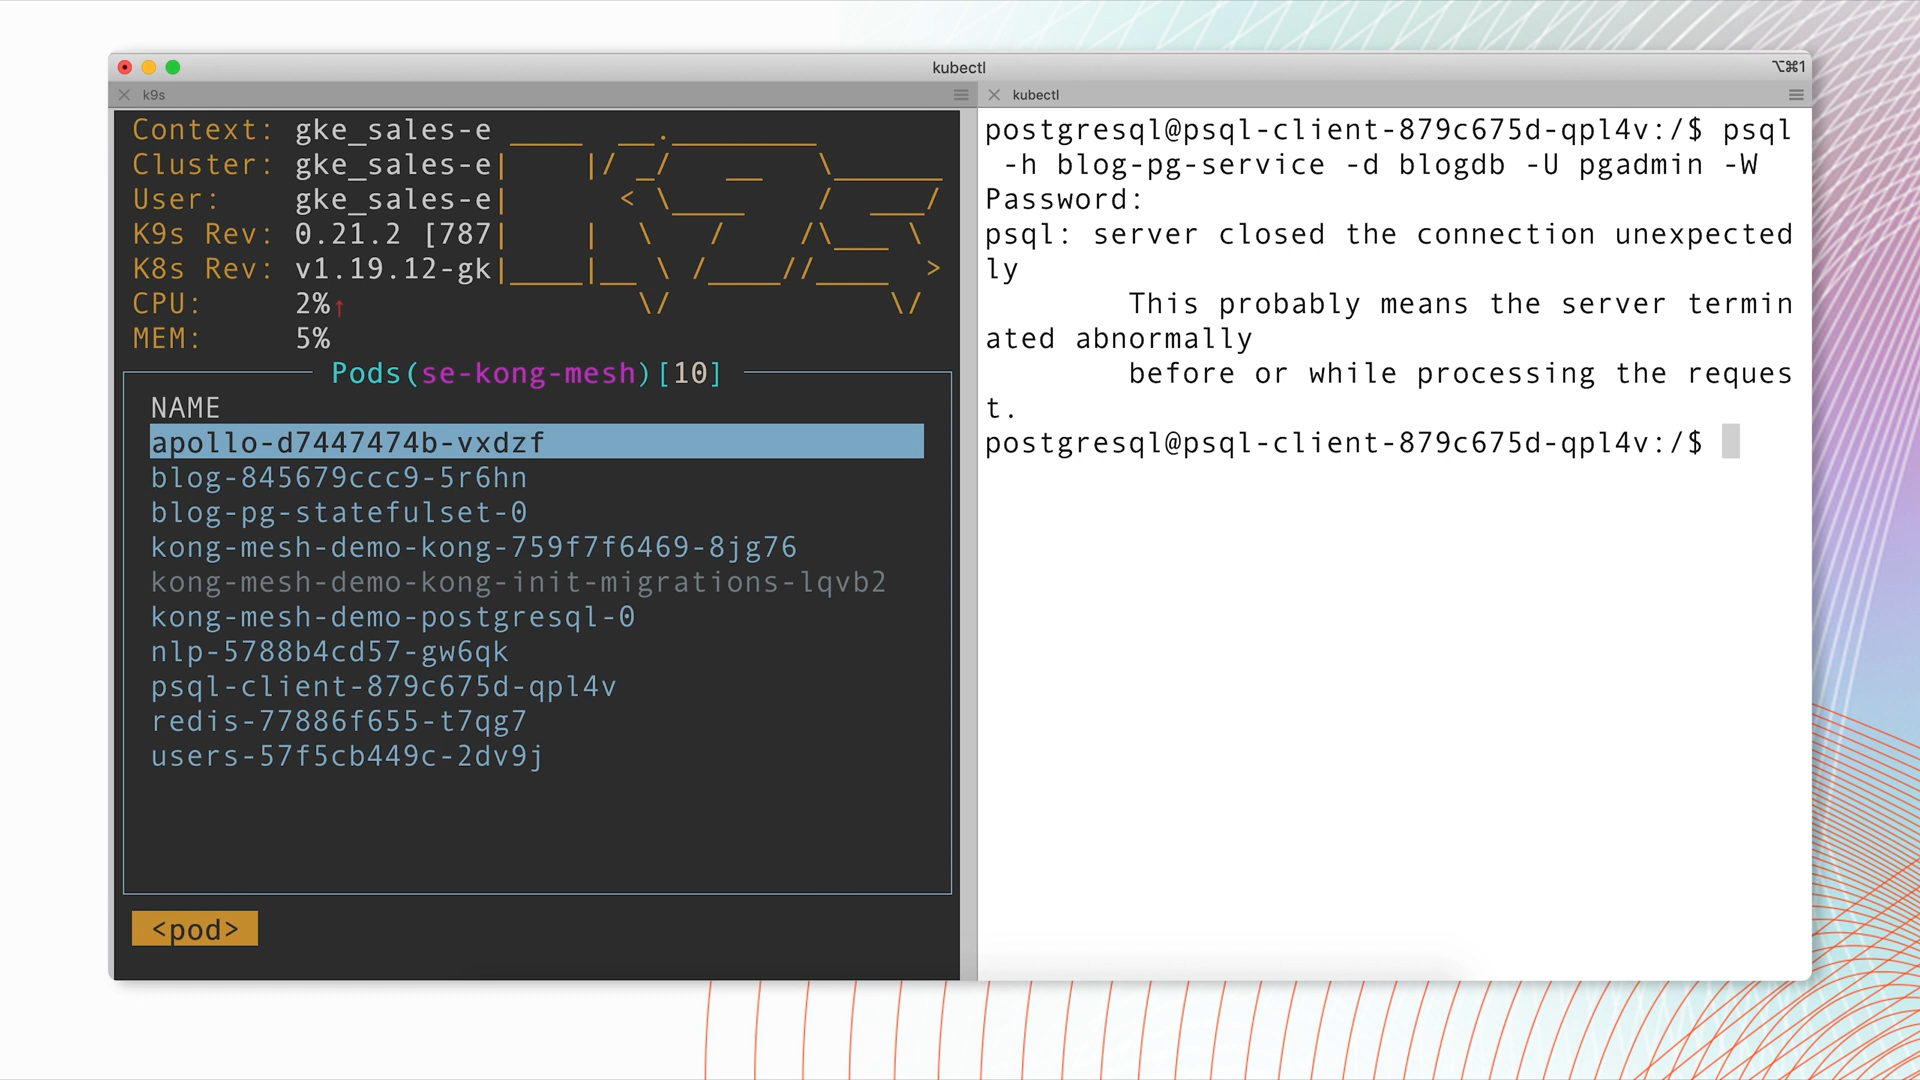 kubectl
⌥⌘1
k9s
kubectl
Context: gke_sales-e
Cluster: gke_sales-e
User: gke_sales-e
K9s Rev: 0.21.2 [787
K8s Rev: v1.19.12-gk
CPU: 2%↑
MEM: 5%
Pods(se-kong-mesh)[10]
NAME
apollo-d7447474b-vxdzf
blog-845679ccc9-5r6hn
blog-pg-statefulset-0
kong-mesh-demo-kong-759f7f6469-8jg76
kong-mesh-demo-kong-init-migrations-lqvb2
kong-mesh-demo-postgresql-0
nlp-5788b4cd57-gw6qk
psql-client-879c675d-qpl4v
redis-77886f655-t7qg7
users-57f5cb449c-2dv9j
<pod>
postgresql@psql-client-879c675d-qpl4v:/$ psql
-h blog-pg-service -d blogdb -U pgadmin -W
Password:
psql: server closed the connection unexpected
ly
This probably means the server termin
ated abnormally
before or while processing the reques
t.
postgresql@psql-client-879c675d-qpl4v:/$